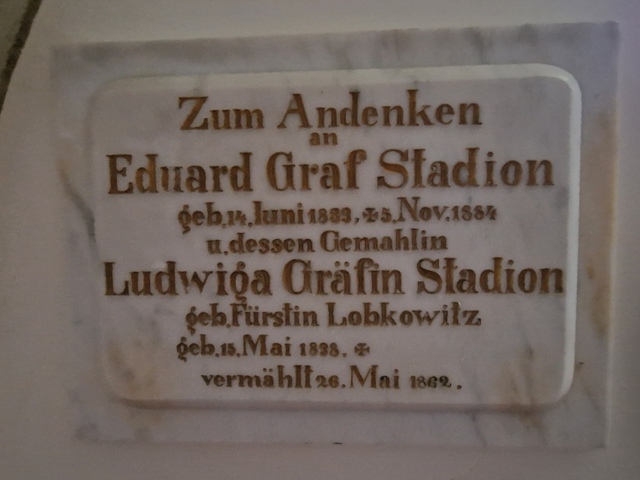 Zum Andenken
an
Eduard Graf Stadion
geb. 14. Iuni 1833, ✠ 5. Nov. 1884
u. dessen Gemahlin
Ludwiga Gräfin Stadion
geb. Fürstin Lobkowitz
geb. 15. Mai 1838, ✠
vermählt 26. Mai 1862.